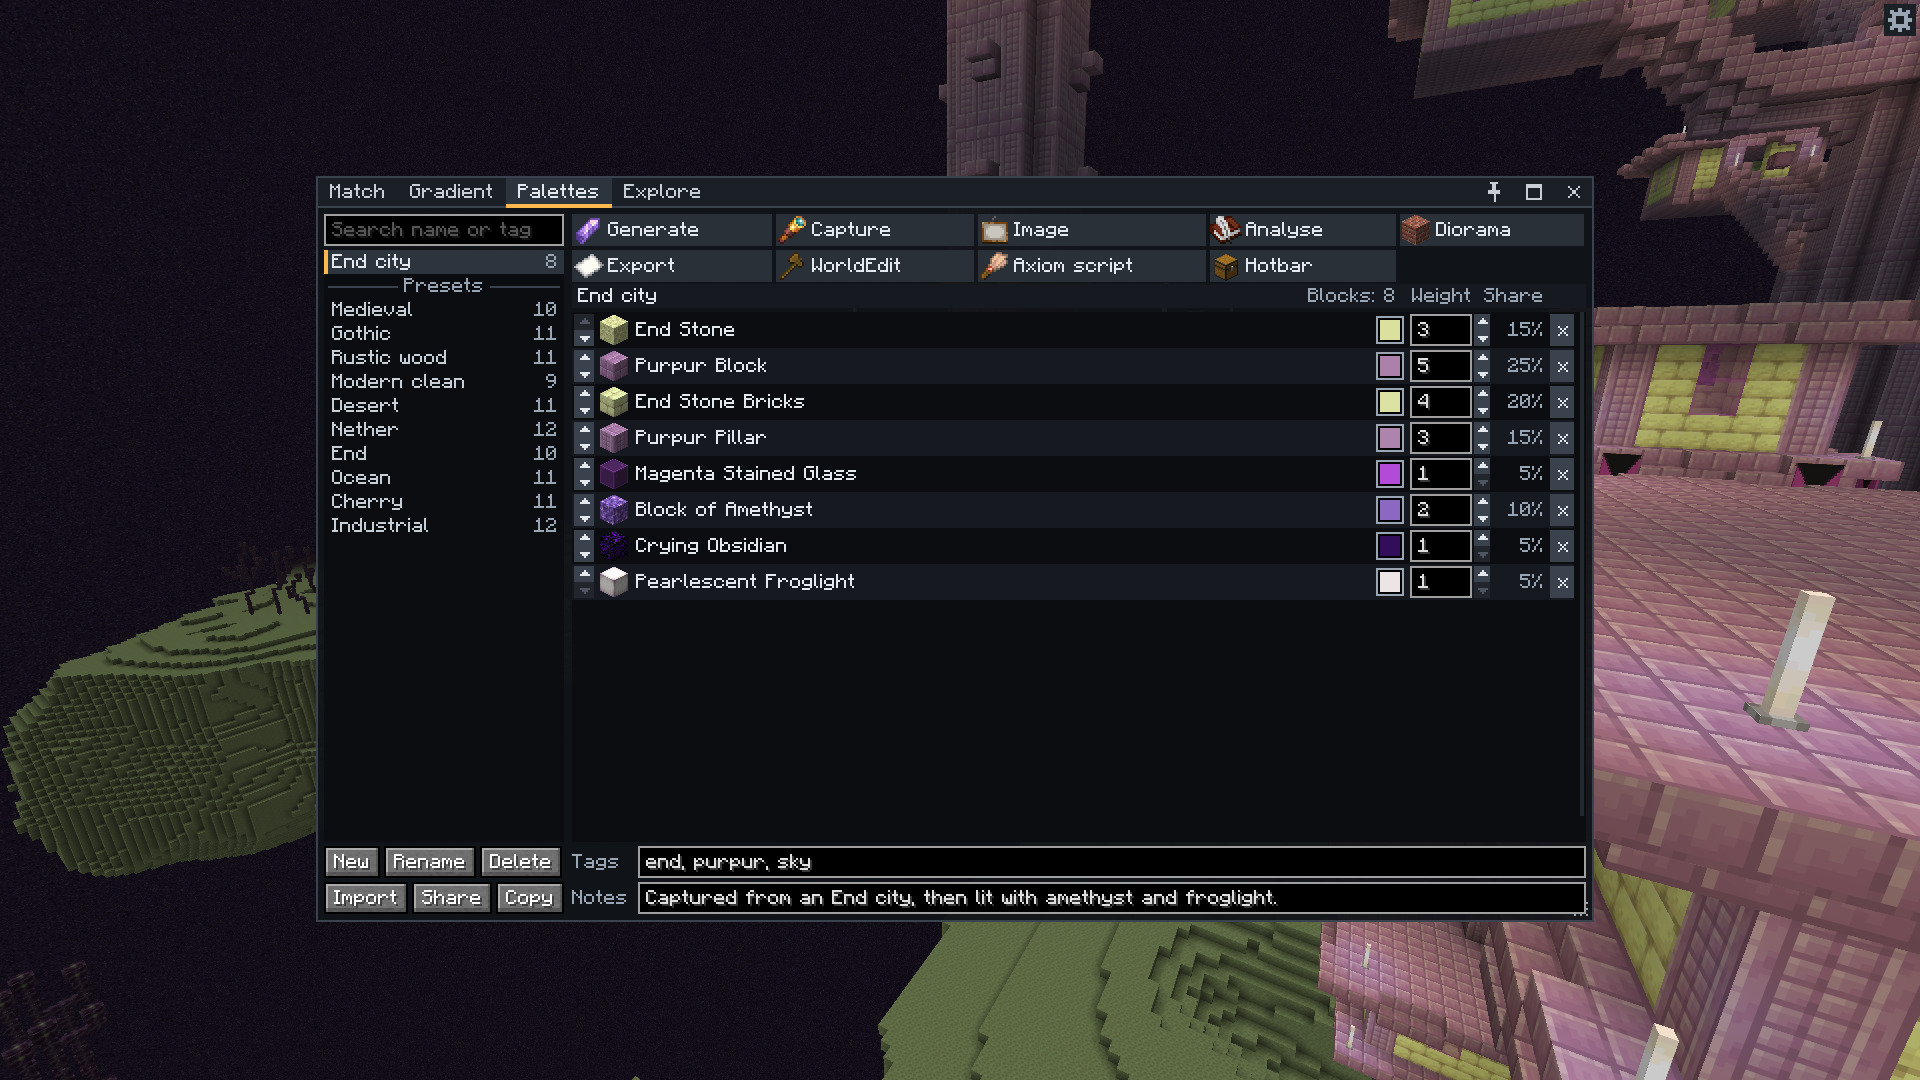 Match Gradient Palettes Explore
Search name or tag
Generate Capture Image Analyse Diorama
Export WorldEdit Axiom script Hotbar
End city 8
Presets
Medieval 10
Gothic 11
Rustic wood 11
Modern clean 9
Desert 11
Nether 12
End 10
Ocean 11
Cherry 11
Industrial 12
End city Blocks: 8 Weight Share
End Stone 3 15% x
Purpur Block 5 25% x
End Stone Bricks 4 20% x
Purpur Pillar 3 15% x
Magenta Stained Glass 1 5% x
Block of Amethyst 2 10% x
Crying Obsidian 1 5% x
Pearlescent Froglight 1 5% x
New Rename Delete
Import Share Copy
Tags end, purpur, sky
Notes Captured from an End city, then lit with amethyst and froglight.